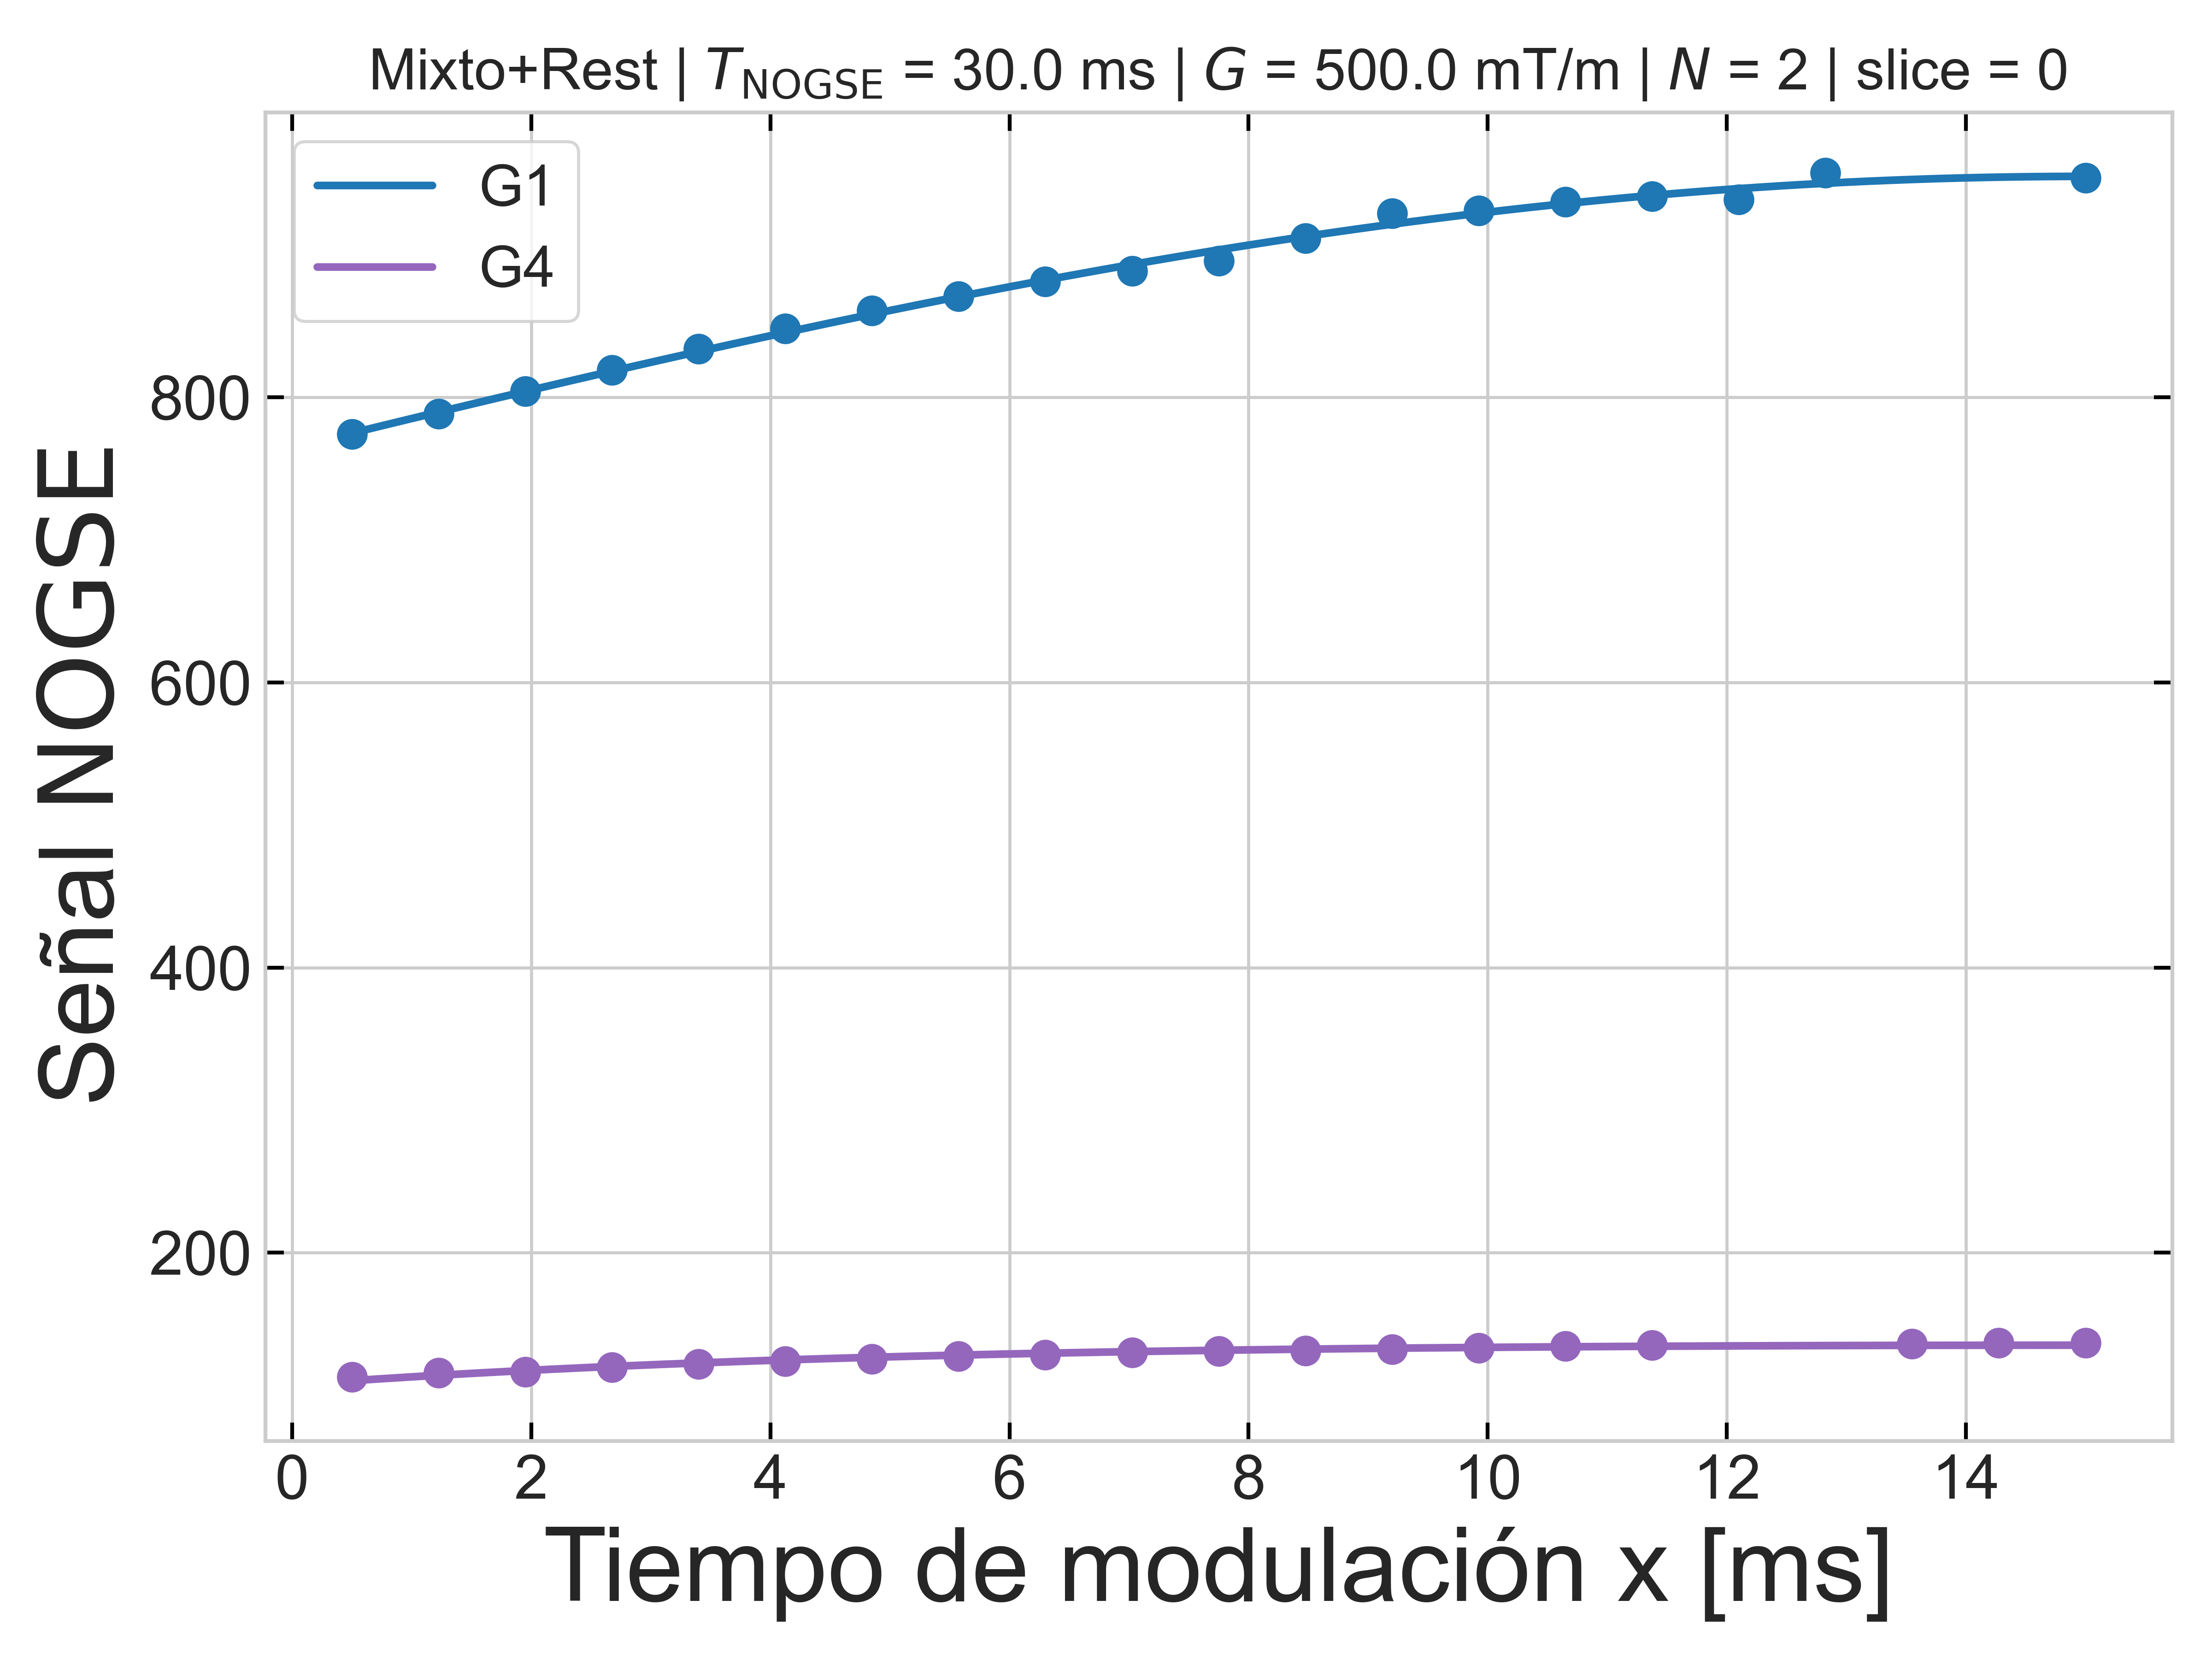 Mixto+Rest | T_NOGSE = 30.0 ms | G = 500.0 mT/m | N = 2 | slice = 0
G1
G4
Señal NOGSE
800
600
400
200
0 2 4 6 8 10 12 14
Tiempo de modulación x [ms]